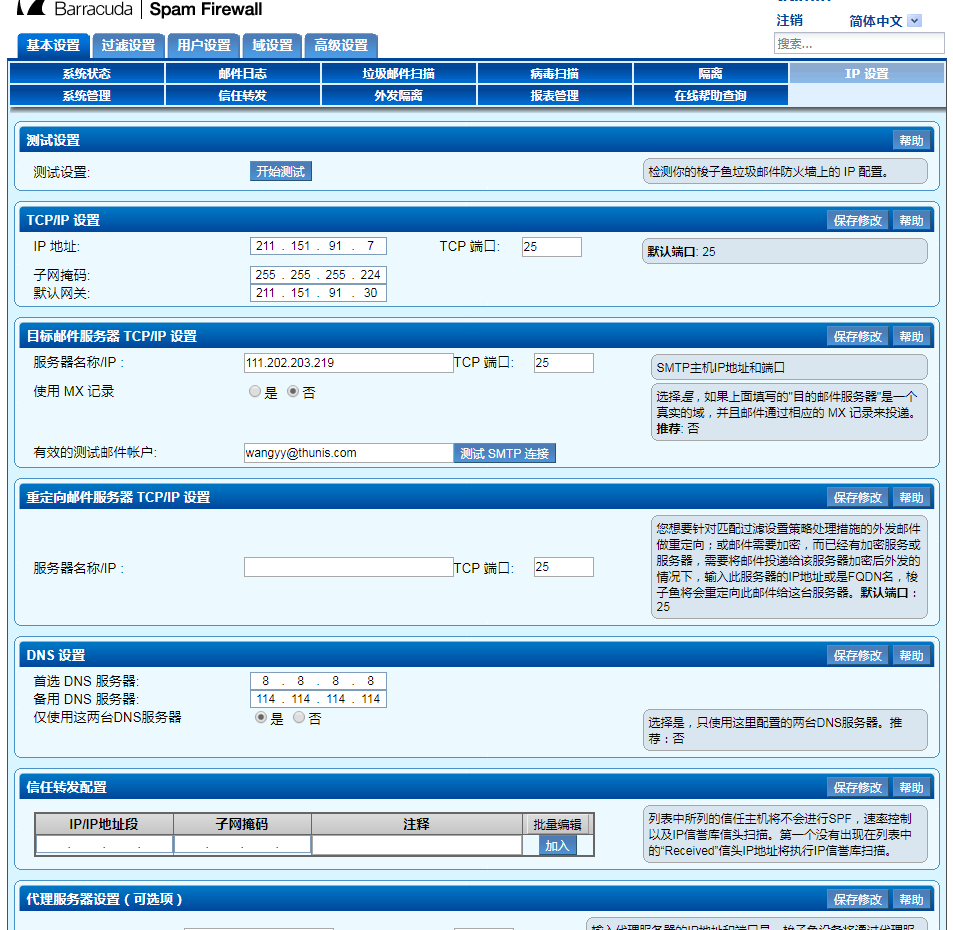 Barracuda | Spam Firewall
注销 简体中文
基本设置 过滤设置 用户设置 域设置 高级设置
搜索...
系统状态 邮件日志 垃圾邮件扫描 病毒扫描 隔离 IP 设置
系统管理 信任转发 外发隔离 报表管理 在线帮助查询
测试设置 帮助
测试设置: 开始测试 检测你的梭子鱼垃圾邮件防火墙上的 IP 配置。
TCP/IP 设置 保存修改 帮助
IP 地址: 211 . 151 . 91 . 7 TCP 端口: 25 默认端口: 25
子网掩码: 255 . 255 . 255 . 224
默认网关: 211 . 151 . 91 . 30
目标邮件服务器 TCP/IP 设置 保存修改 帮助
服务器名称/IP : 111.202.203.219 TCP 端口: 25 SMTP主机IP地址和端口
使用 MX 记录 是 否
选择是，如果上面填写的"目的邮件服务器"是一个
真实的域，并且邮件通过相应的 MX 记录来投递。
推荐: 否
有效的测试邮件帐户: wangyy@thunis.com 测试 SMTP 连接
重定向邮件服务器 TCP/IP 设置 保存修改 帮助
服务器名称/IP : TCP 端口: 25
您想要针对匹配过滤设置策略处理措施的外发邮件
做重定向；或邮件需要加密，而已经有加密服务或
服务器，需要将邮件投递给该服务器加密后外发的
情况下，输入此服务器的IP地址或是FQDN名，梭
子鱼将会重定向此邮件给这台服务器。默认端口：
25
DNS 设置 保存修改 帮助
首选 DNS 服务器: 8 . 8 . 8 . 8
备用 DNS 服务器: 114 . 114 . 114 . 114
仅使用这两台DNS服务器 是 否
选择是，只使用这里配置的两台DNS服务器。推
荐：否
信任转发配置 保存修改 帮助
IP/IP地址段 子网掩码 注释 批量编辑
. . . . . . 加入
列表中所列的信任主机将不会进行SPF，速率控制
以及IP信誉库信头扫描。第一个没有出现在列表中
的“Received”信头IP地址将执行IP信誉库扫描。
代理服务器设置（可选项） 保存修改 帮助
输入代理服务器的IP地址和端口号。梭子鱼设备将通过代理服